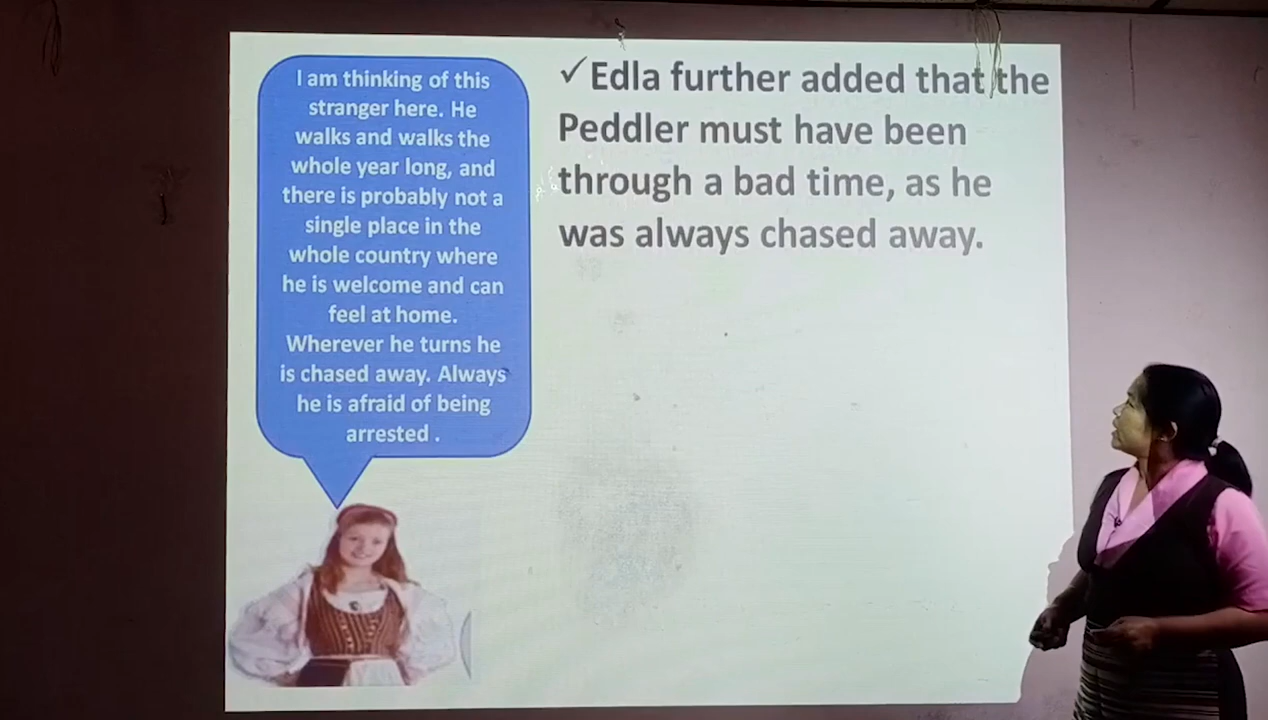 I am thinking of this
stranger here. He
walks and walks the
whole year long, and
there is probably not a
single place in the
whole country where
he is welcome and can
feel at home.
Wherever he turns he
is chased away. Always
he is afraid of being
arrested .
✓Edla further added that the
Peddler must have been
through a bad time, as he
was always chased away.